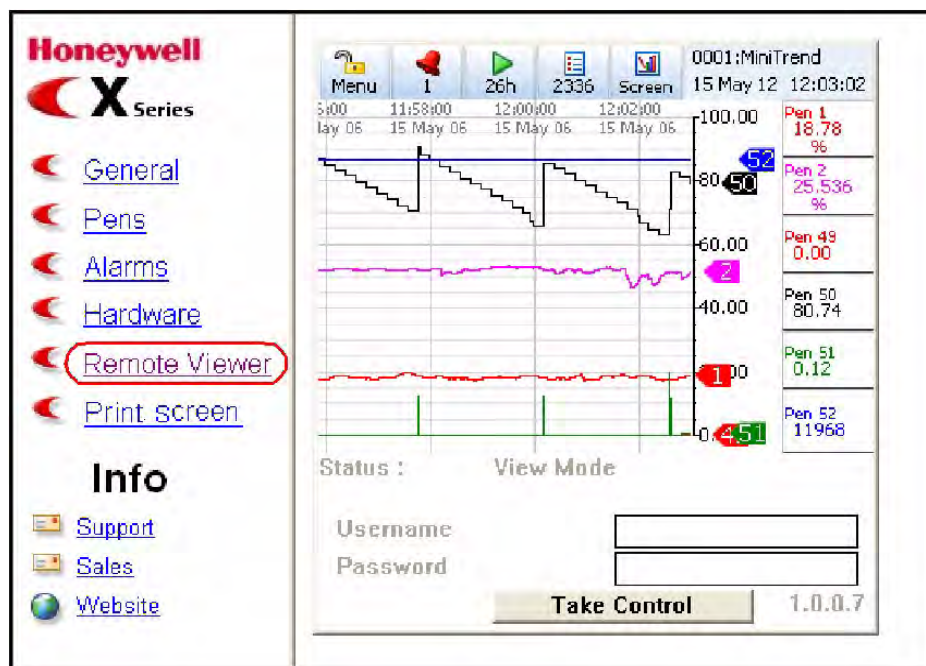 Honeywell
X Series
General
Pens
Alarms
Hardware
Remote Viewer
Print screen
Info
Support
Sales
Website
Menu
1
26h
2336
Screen
0001:MiniTrend
15 May 12 12:03:02
11:58:00 12:00:00 12:02:00
15 May 06 15 May 06 15 May 06
100.00
80
60.00
40.00
52
50
2
1
51
Pen 1
18.78
%
Pen 2
25.536
%
Pen 49
0.00
Pen 50
80.74
Pen 51
0.12
Pen 52
11968
Status : View Mode
Username
Password
Take Control 1.0.0.7